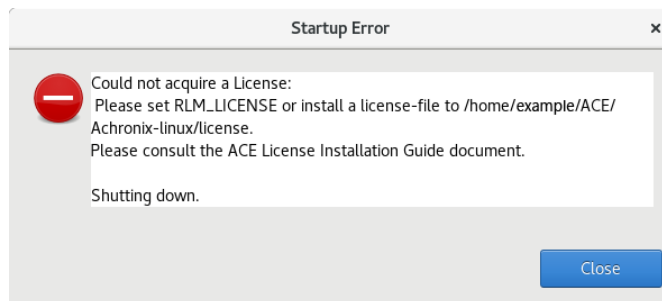 Startup Error
×
Could not acquire a License:
Please set RLM_LICENSE or install a license-file to /home/example/ACE/
Achronix-linux/license.
Please consult the ACE License Installation Guide document.
Shutting down.
Close